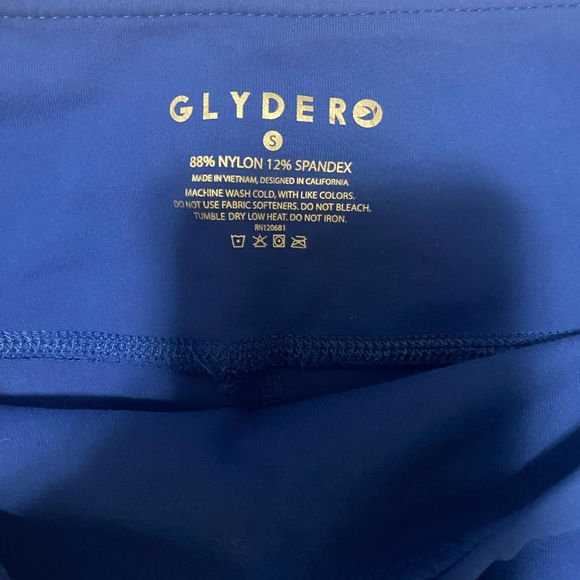 GLYDER
S
88% NYLON 12% SPANDEX
MADE IN VIETNAM, DESIGNED IN CALIFORNIA
MACHINE WASH COLD, WITH LIKE COLORS.
DO NOT USE FABRIC SOFTENERS. DO NOT BLEACH.
TUMBLE DRY LOW HEAT. DO NOT IRON.
RN120681